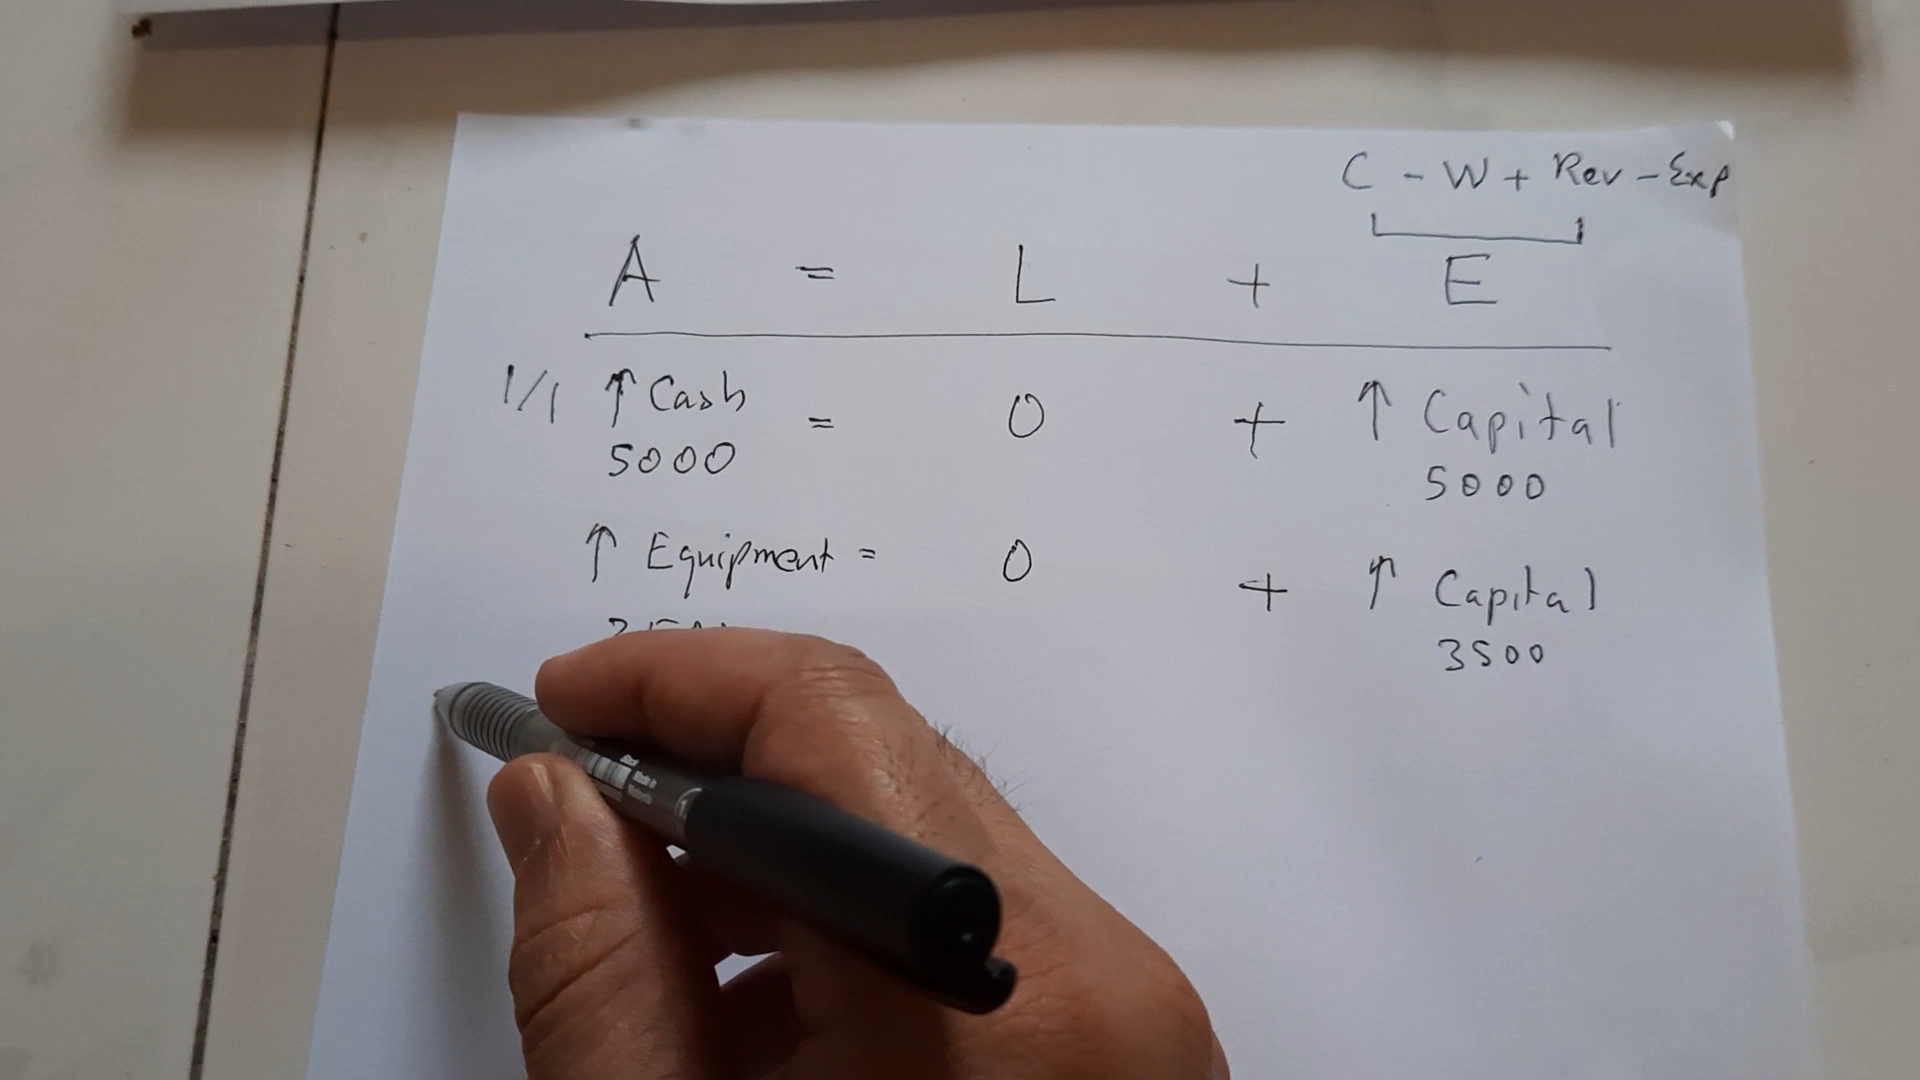 C - W + Rev - Exp
A = L + E
1/1 ↑ Cash = 0 + ↑ Capital
5000 5000
↑ Equipment = 0 + ↑ Capital
3500